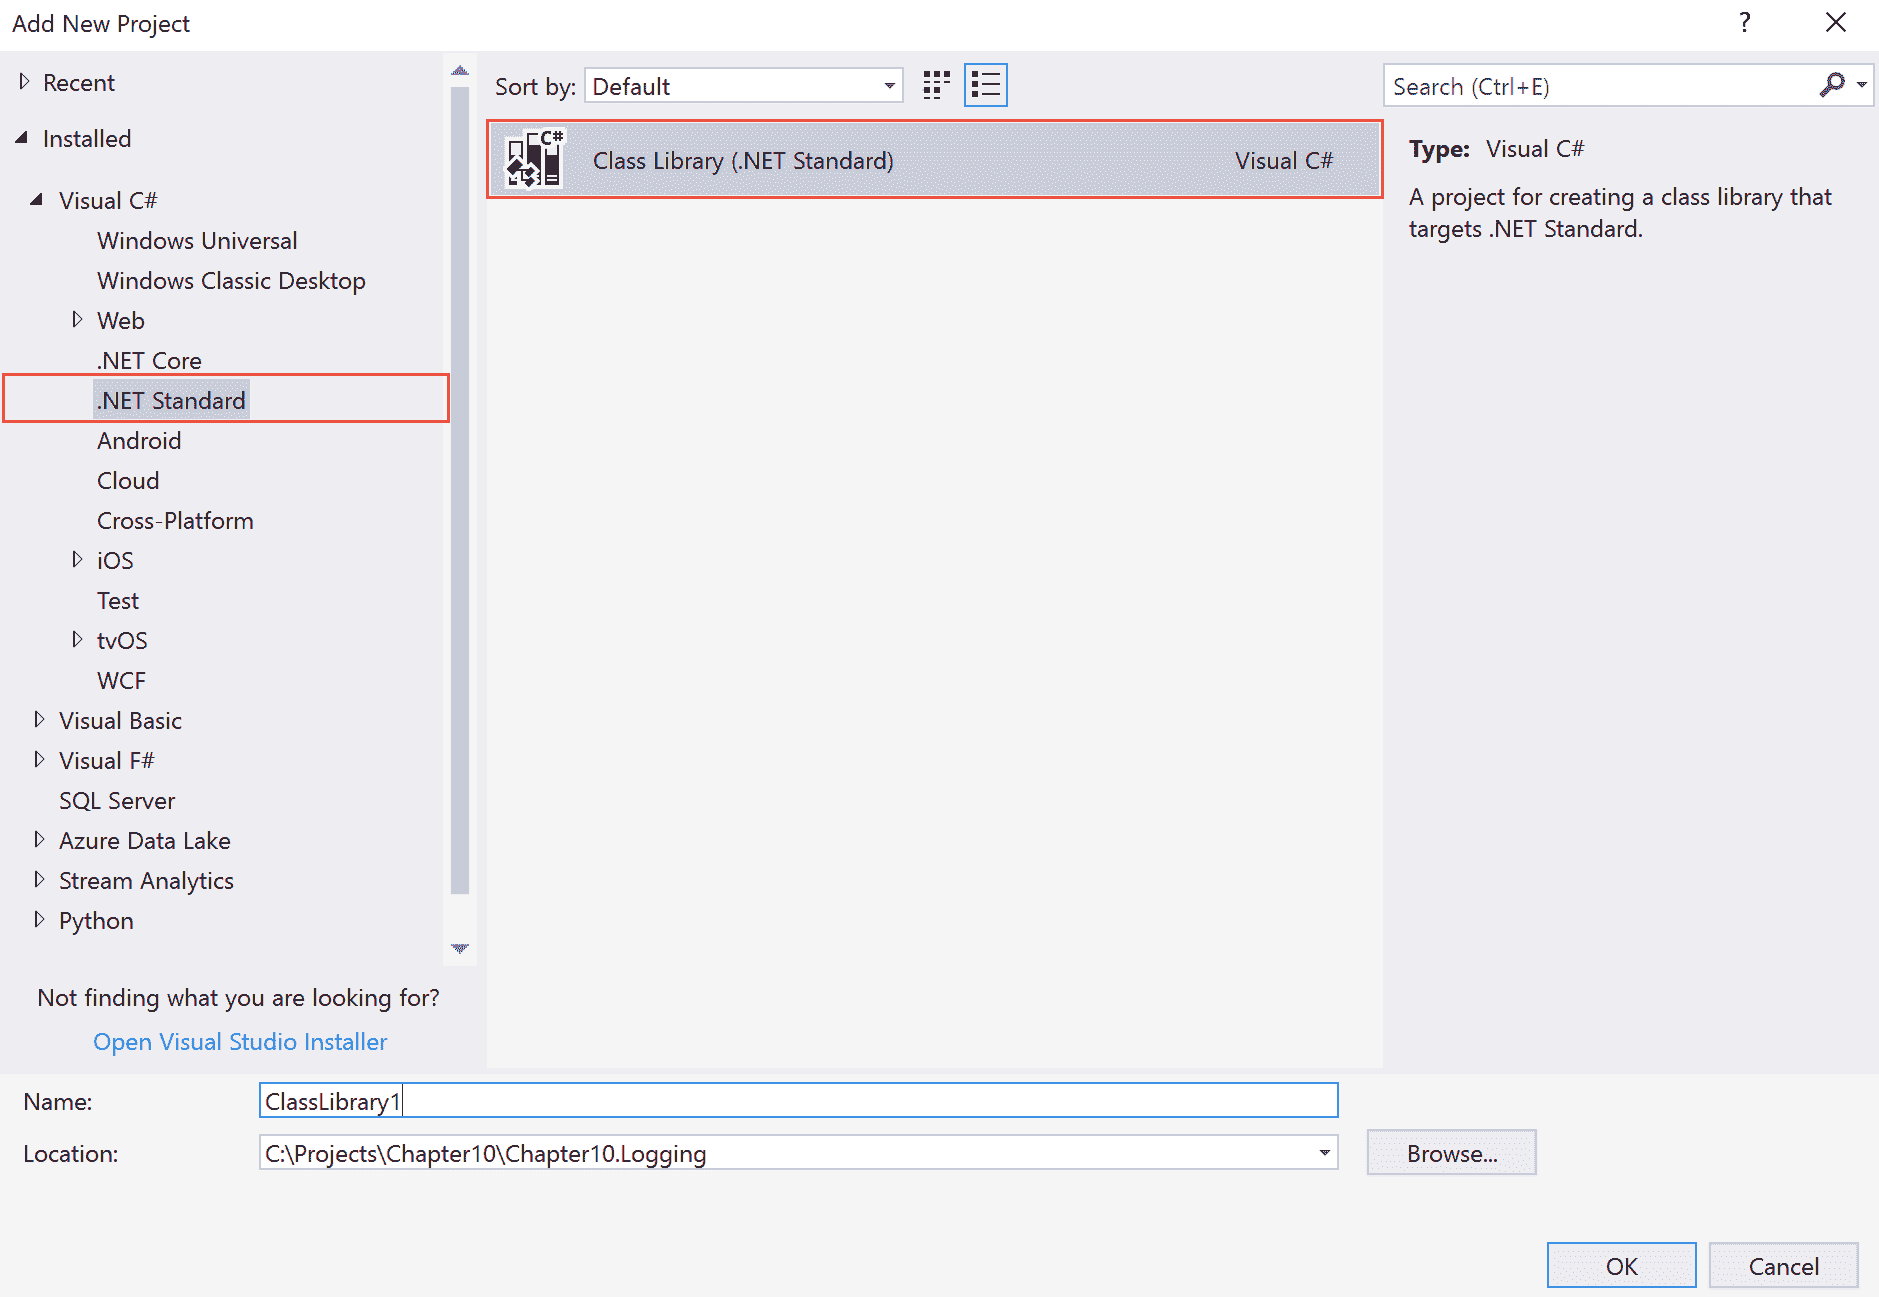 Add New Project
?
Recent
Installed
Visual C#
Windows Universal
Windows Classic Desktop
Web
.NET Core
.NET Standard
Android
Cloud
Cross-Platform
iOS
Test
tvOS
WCF
Visual Basic
Visual F#
SQL Server
Azure Data Lake
Stream Analytics
Python
Not finding what you are looking for?
Open Visual Studio Installer
Sort by: Default
C#
Class Library (.NET Standard) Visual C#
Search (Ctrl+E)
Type: Visual C#
A project for creating a class library that
targets .NET Standard.
Name: ClassLibrary1
Location: C:\Projects\Chapter10\Chapter10.Logging
Browse...
OK Cancel